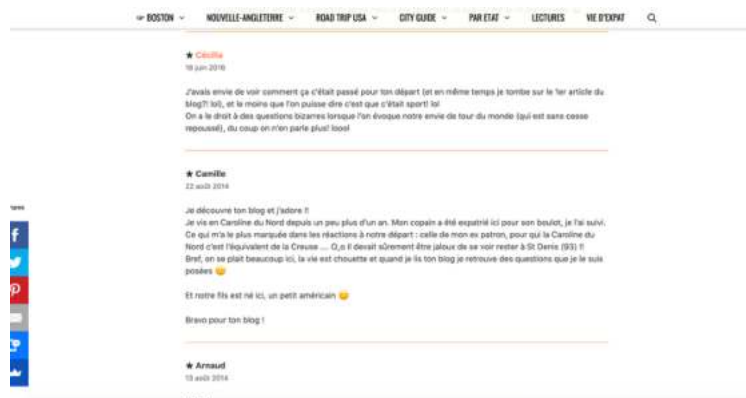 BOSTON NOUVELLE-ANGLETERRE ROAD TRIP USA CITY GUIDE PAR ETAT LECTURES VIE D'EXPAT
★ Cécilia
16 juin 2016
J'avais envie de voir comment ça c'était passé pour ton départ (et en même temps je tombe sur le 1er article du
blog?! lol), et le moins que l'on puisse dire c'est que c'était sport! lol
On a le droit à des questions bizarres lorsque l'on évoque notre envie de tour du monde (qui est sans cesse
repoussé), du coup on n'en parle plus! loool
★ Camille
22 août 2014
Je découvre ton blog et j'adore !!
Je vis en Caroline du Nord depuis un peu plus d'un an. Mon copain a été expatrié ici pour son boulot, je l'ai suivi.
Ce qui m'a le plus marquée dans les réactions à notre départ : celle de mon ex patron, pour qui la Caroline du
Nord c'est l'équivalent de la Creuse ... O_o Il devait sûrement être jaloux de se voir rester à St Denis (93) !!
Bref, on se plait beaucoup ici, la vie est chouette et quand je lis ton blog je retrouve des questions que je le suis
posées 😊
Et notre fils est né ici, un petit américain 😊
Bravo pour ton blog !
★ Arnaud
13 août 2014